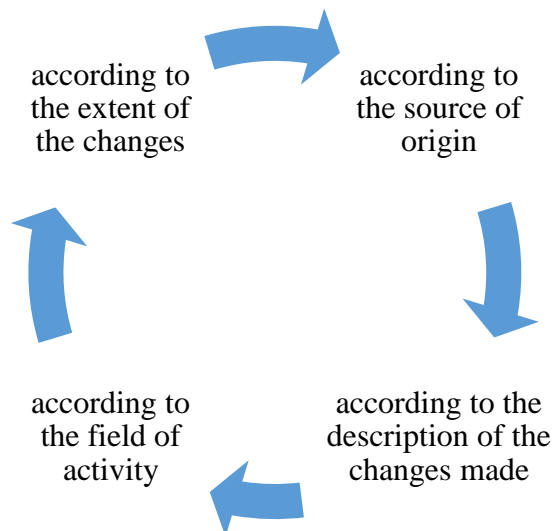 according to
the extent of
the changes
according to
the source of
origin
according to the
description of the
changes made
according to
the field of
activity